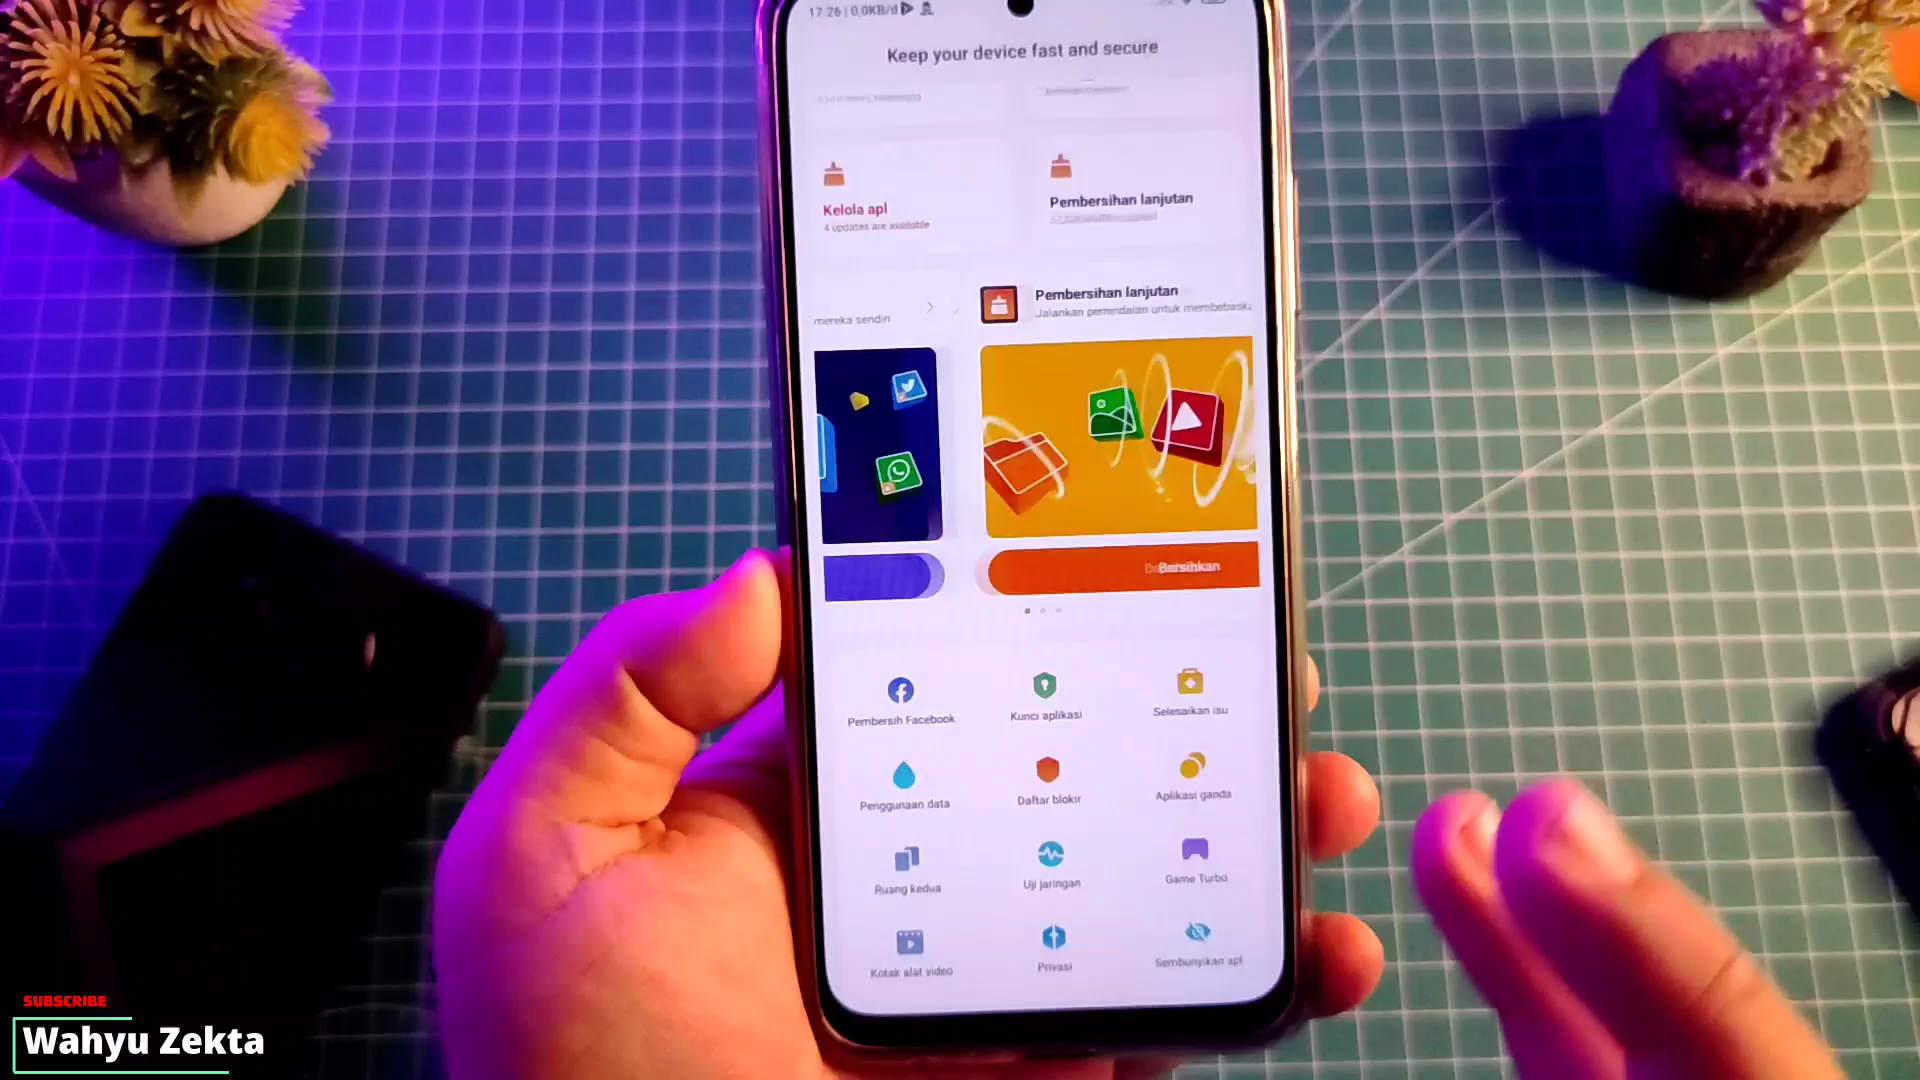 17:26 | 0,0KB/d
Keep your device fast and secure
Kelola apl
4 updates are available
Pembersihan lanjutan
Pembersihan lanjutan
Jalankan pemindaian untuk membebaska
mereka sendiri
Bersihkan
Pembersih Facebook
Kunci aplikasi
Selesaikan isu
Penggunaan data
Daftar blokir
Aplikasi ganda
Ruang kedua
Uji jaringan
Game Turbo
Kotak alat video
Privasi
Sembunyikan apl
SUBSCRIBE
Wahyu Zekta